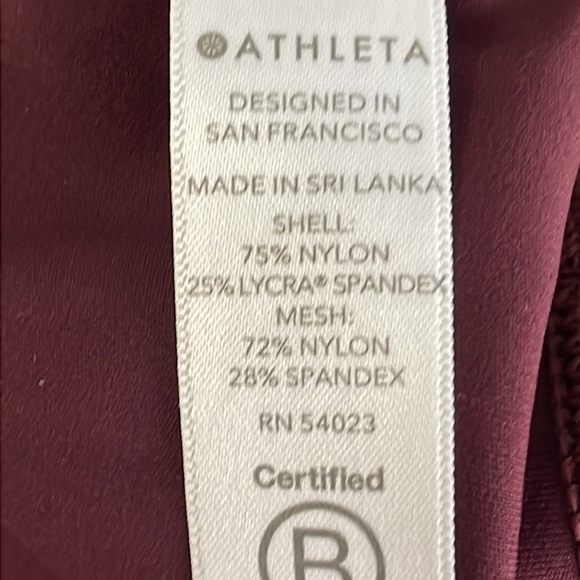 ATHLETA
DESIGNED IN
SAN FRANCISCO
MADE IN SRI LANKA
SHELL:
75% NYLON
25% LYCRA® SPANDEX
MESH:
72% NYLON
28% SPANDEX
RN 54023
Certified
B